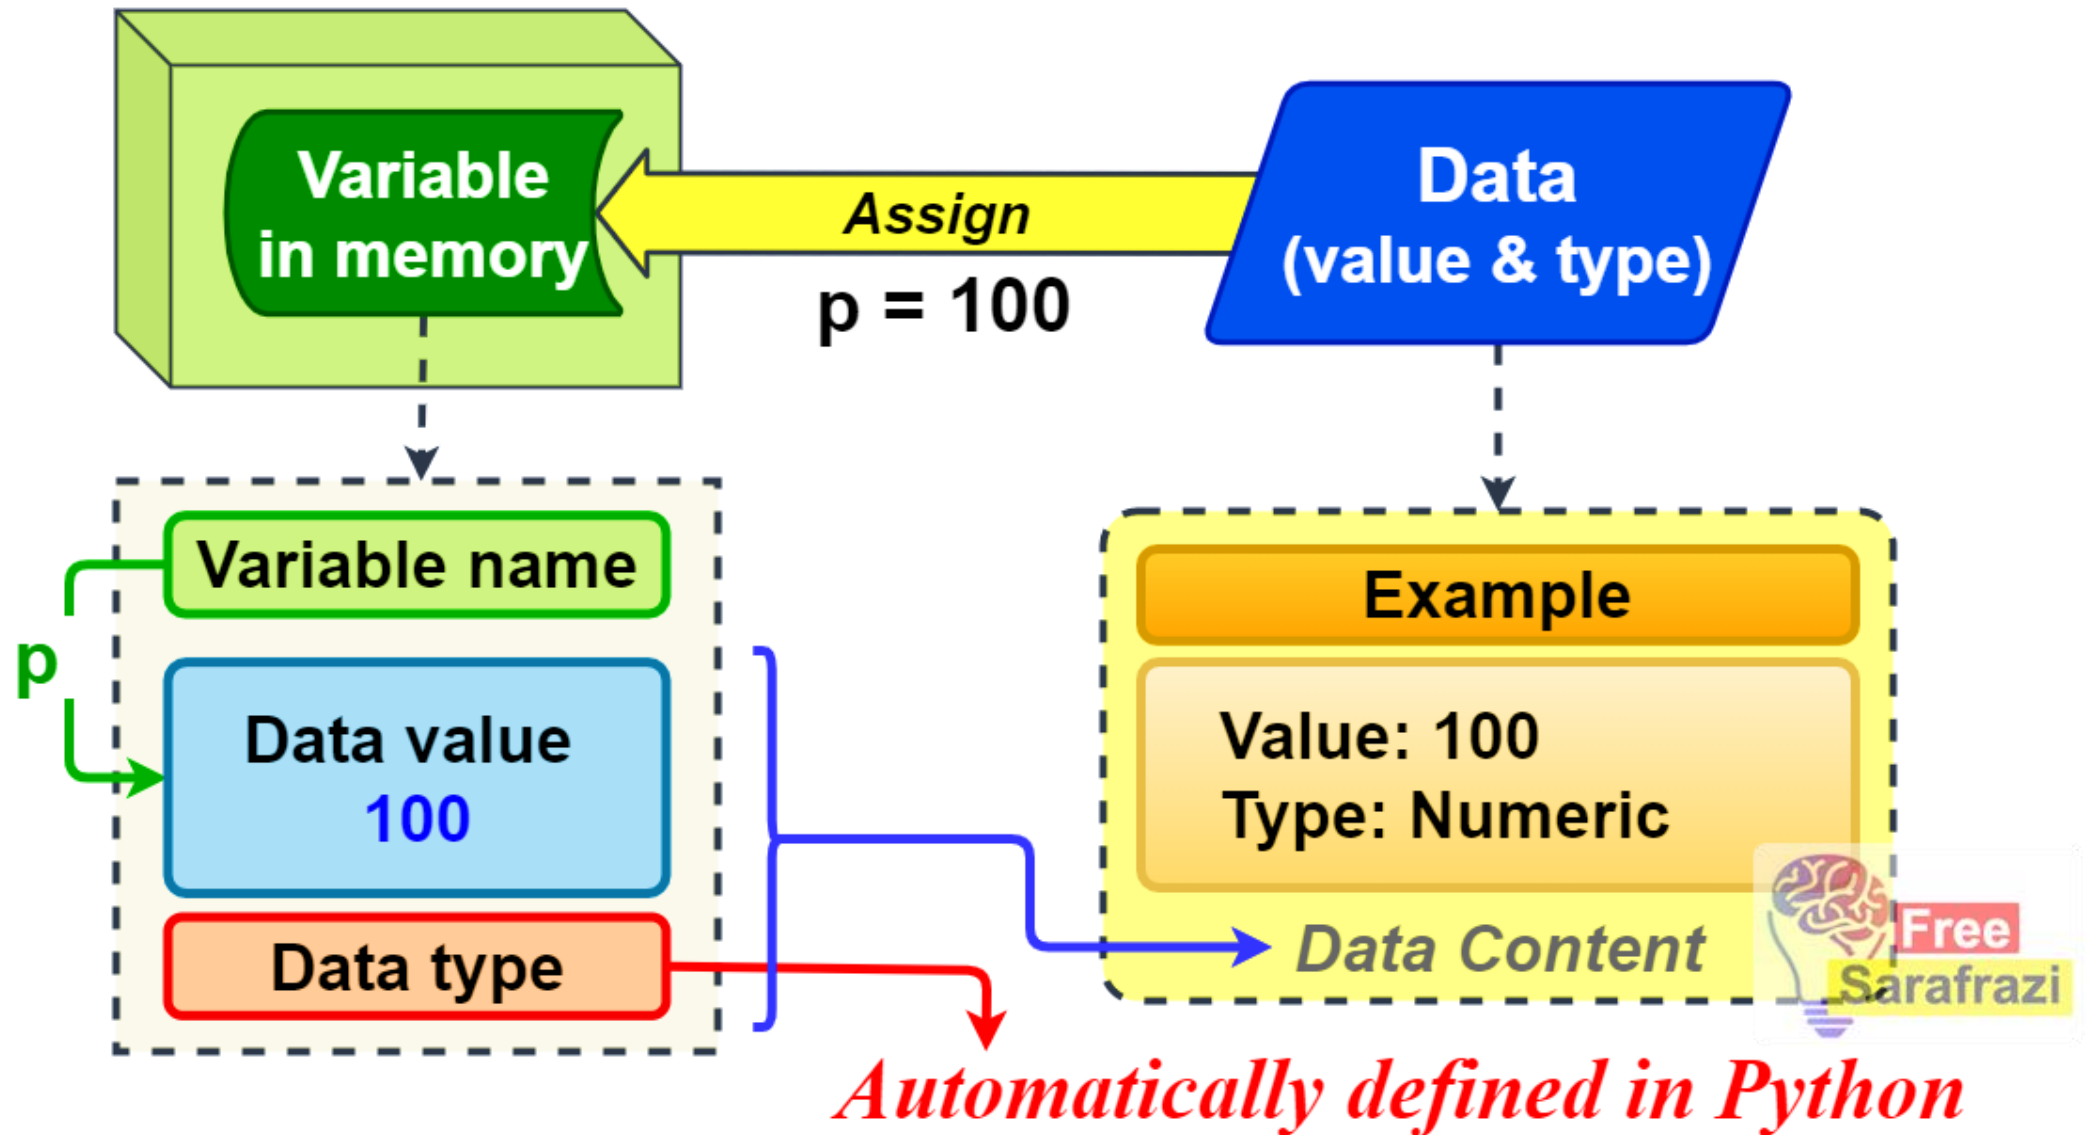 Variable
in memory
Assign
p = 100
Data
(value & type)
Variable name
p
Data value
100
Data type
Example
Value: 100
Type: Numeric
Data Content
Free
Sarafrazi
Automatically defined in Python